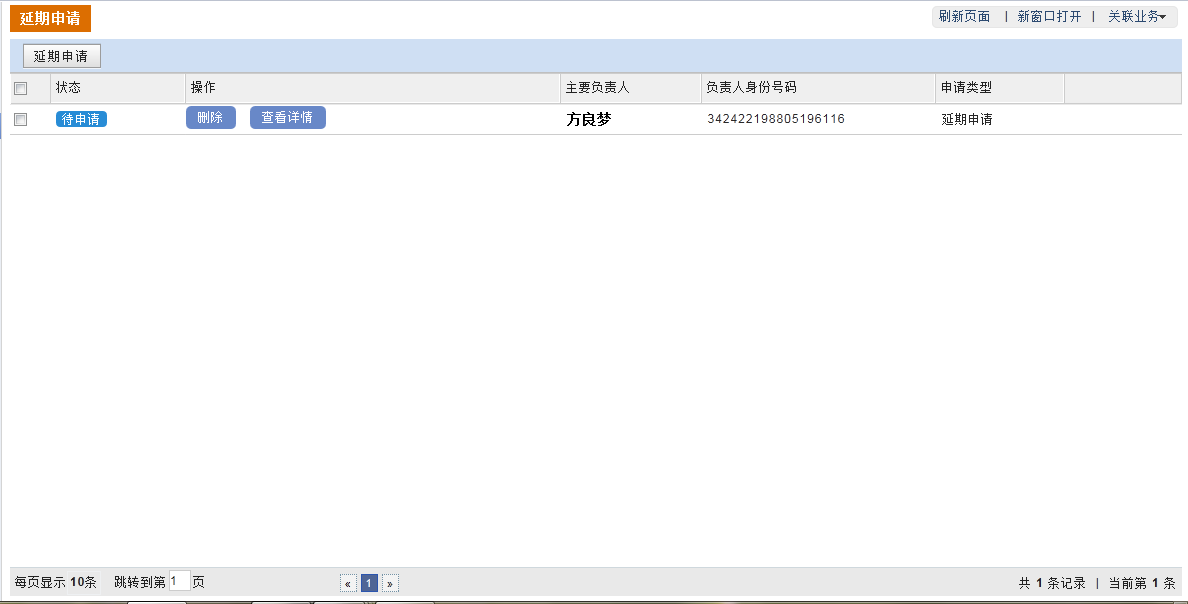 延期申请
刷新页面 | 新窗口打开 | 关联业务
延期申请
状态 操作 主要负责人 负责人身份号码 申请类型
待申请 删除 查看详情 方良梦 342422198805196116 延期申请
每页显示 10条 跳转到第 1 页 « 1 » 共 1 条记录 | 当前第 1 条